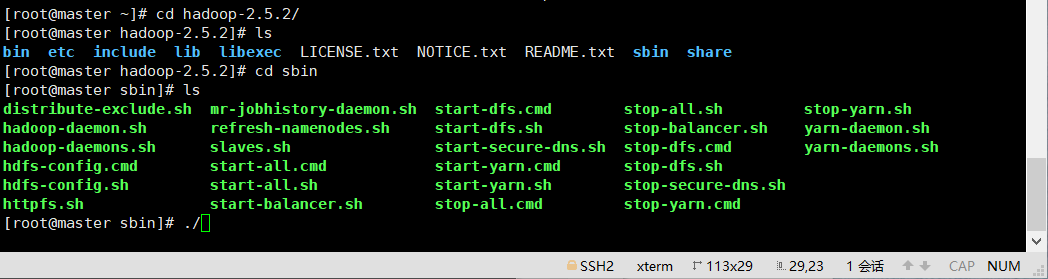 [root@master ~]# cd hadoop-2.5.2/
[root@master hadoop-2.5.2]# ls
bin etc include lib libexec LICENSE.txt NOTICE.txt README.txt sbin share
[root@master hadoop-2.5.2]# cd sbin
[root@master sbin]# ls
distribute-exclude.sh mr-jobhistory-daemon.sh start-dfs.cmd stop-all.sh stop-yarn.sh
hadoop-daemon.sh refresh-namenodes.sh start-dfs.sh stop-balancer.sh yarn-daemon.sh
hadoop-daemons.sh slaves.sh start-secure-dns.sh stop-dfs.cmd yarn-daemons.sh
hdfs-config.cmd start-all.cmd start-yarn.cmd stop-dfs.sh
hdfs-config.sh start-all.sh start-yarn.sh stop-secure-dns.sh
httpfs.sh start-balancer.sh stop-all.cmd stop-yarn.cmd
[root@master sbin]# ./
SSH2 xterm 113x29 29,23 1 会话 CAP NUM